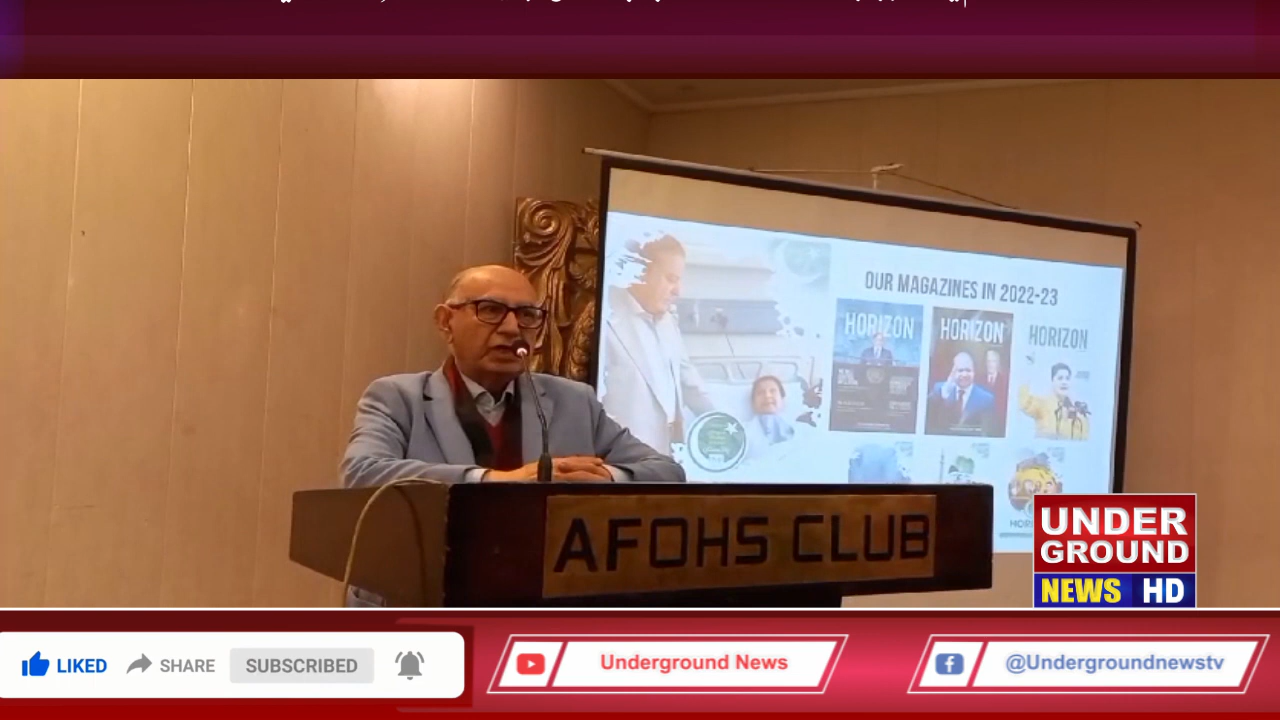 OUR MAGAZINES IN 2022-23
HORIZON
HORIZON
HORIZON
AFOHS CLUB
UNDER
GROUND
NEWS HD
LIKED
SHARE
SUBSCRIBED
Underground News
@Undergroundnewstv